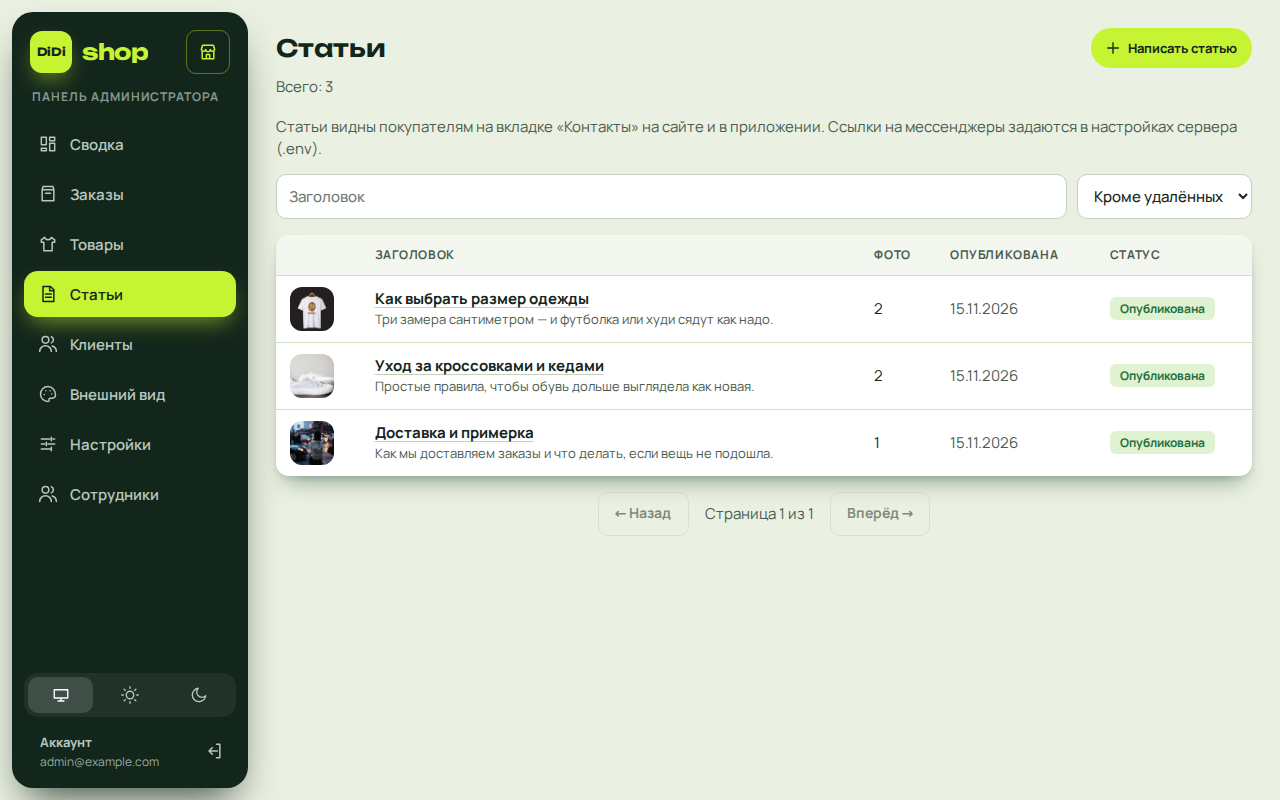 DiDi shop
ПАНЕЛЬ АДМИНИСТРАТОРА
Сводка
Заказы
Товары
Статьи
Клиенты
Внешний вид
Настройки
Сотрудники
Аккаунт
admin@example.com
Статьи
Написать статью
Всего: 3
Статьи видны покупателям на вкладке «Контакты» на сайте и в приложении. Ссылки на мессенджеры задаются в настройках сервера
(.env).
Заголовок
Кроме удалённых
ЗАГОЛОВОК ФОТО ОПУБЛИКОВАНА СТАТУС
Как выбрать размер одежды
Три замера сантиметром — и футболка или худи сядут как надо.
2 15.11.2026 Опубликована
Уход за кроссовками и кедами
Простые правила, чтобы обувь дольше выглядела как новая.
2 15.11.2026 Опубликована
Доставка и примерка
Как мы доставляем заказы и что делать, если вещь не подошла.
1 15.11.2026 Опубликована
← Назад Страница 1 из 1 Вперёд →